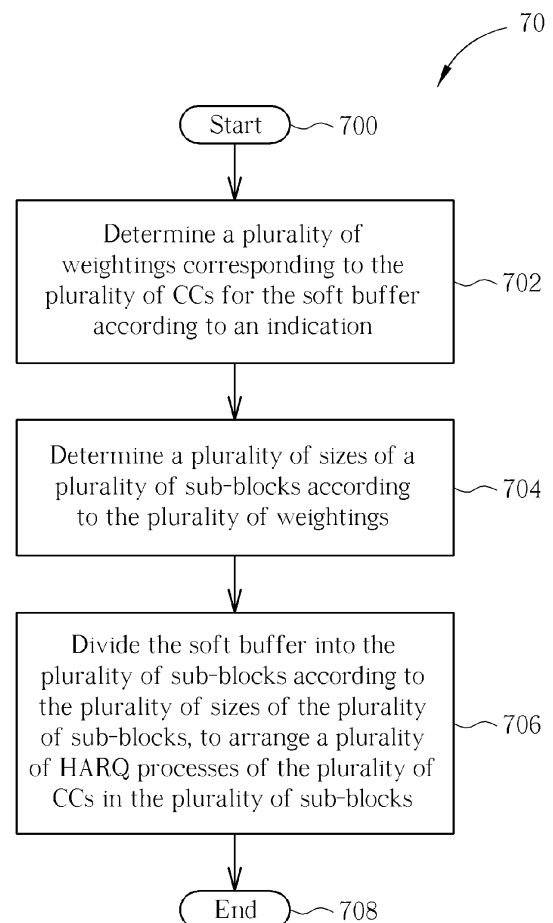 70
Start
700
Determine a plurality of
weightings corresponding to the
plurality of CCs for the soft buffer
according to an indication
702
Determine a plurality of sizes of a
plurality of sub-blocks according
to the plurality of weightings
704
Divide the soft buffer into the
plurality of sub-blocks according to
the plurality of sizes of the plurality
of sub-blocks, to arrange a plurality
of HARQ processes of the plurality of
CCs in the plurality of sub-blocks
706
End
708